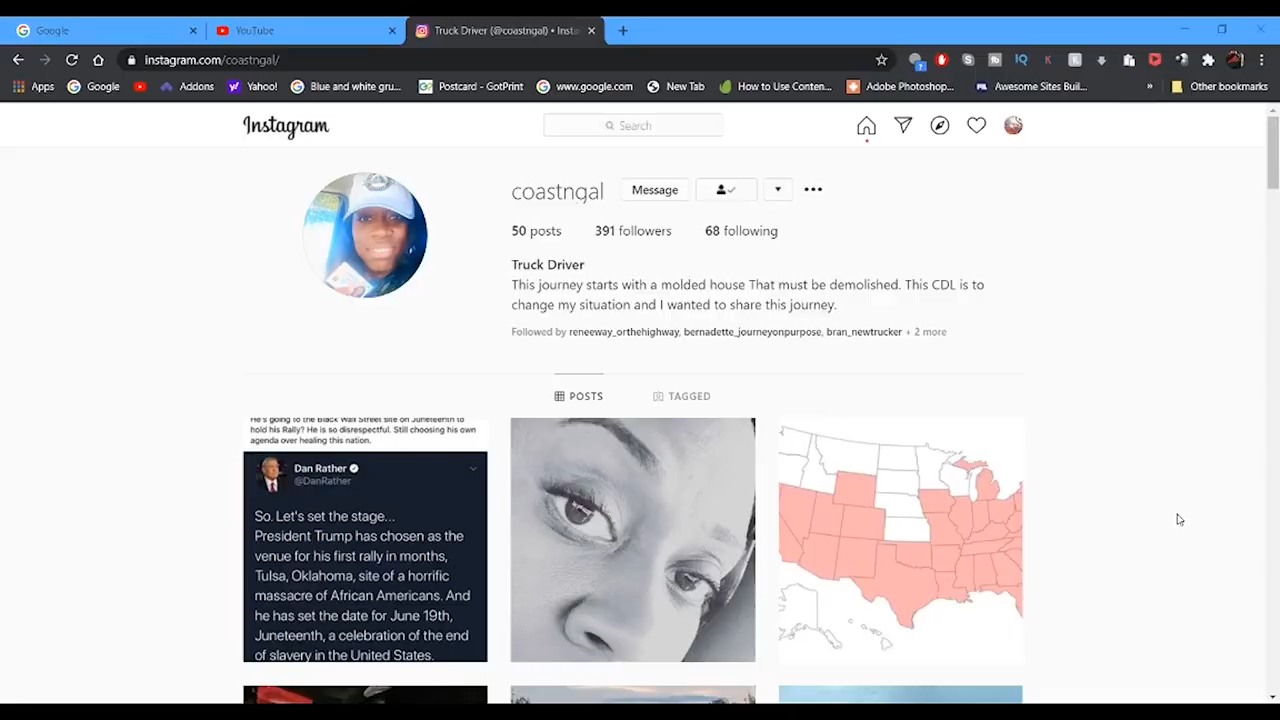 Google
YouTube
Truck Driver (@coastngal) • Insta
instagram.com/coastngal/
Apps
Google
Addons
Yahoo!
Blue and white gru...
Postcard - GotPrint
www.google.com
New Tab
How to Use Conten...
Adobe Photoshop...
Awesome Sites Buil...
»
Other bookmarks
Instagram
Search
coastngal
Message
50 posts
391 followers
68 following
Truck Driver
This journey starts with a molded house That must be demolished. This CDL is to
change my situation and I wanted to share this journey.
Followed by reneeway_orthehighway, bernadette_journeyonpurpose, bran_newtrucker + 2 more
POSTS
TAGGED
He's going to the Black Wall Street site on Juneteenth to
hold his Rally? He is so disrespectful. Still choosing his own
agenda over healing this nation.
Dan Rather
@DanRather
So. Let's set the stage...
President Trump has chosen as the
venue for his first rally in months,
Tulsa, Oklahoma, site of a horrific
massacre of African Americans. And
he has set the date for June 19th,
Juneteenth, a celebration of the end
of slavery in the United States.